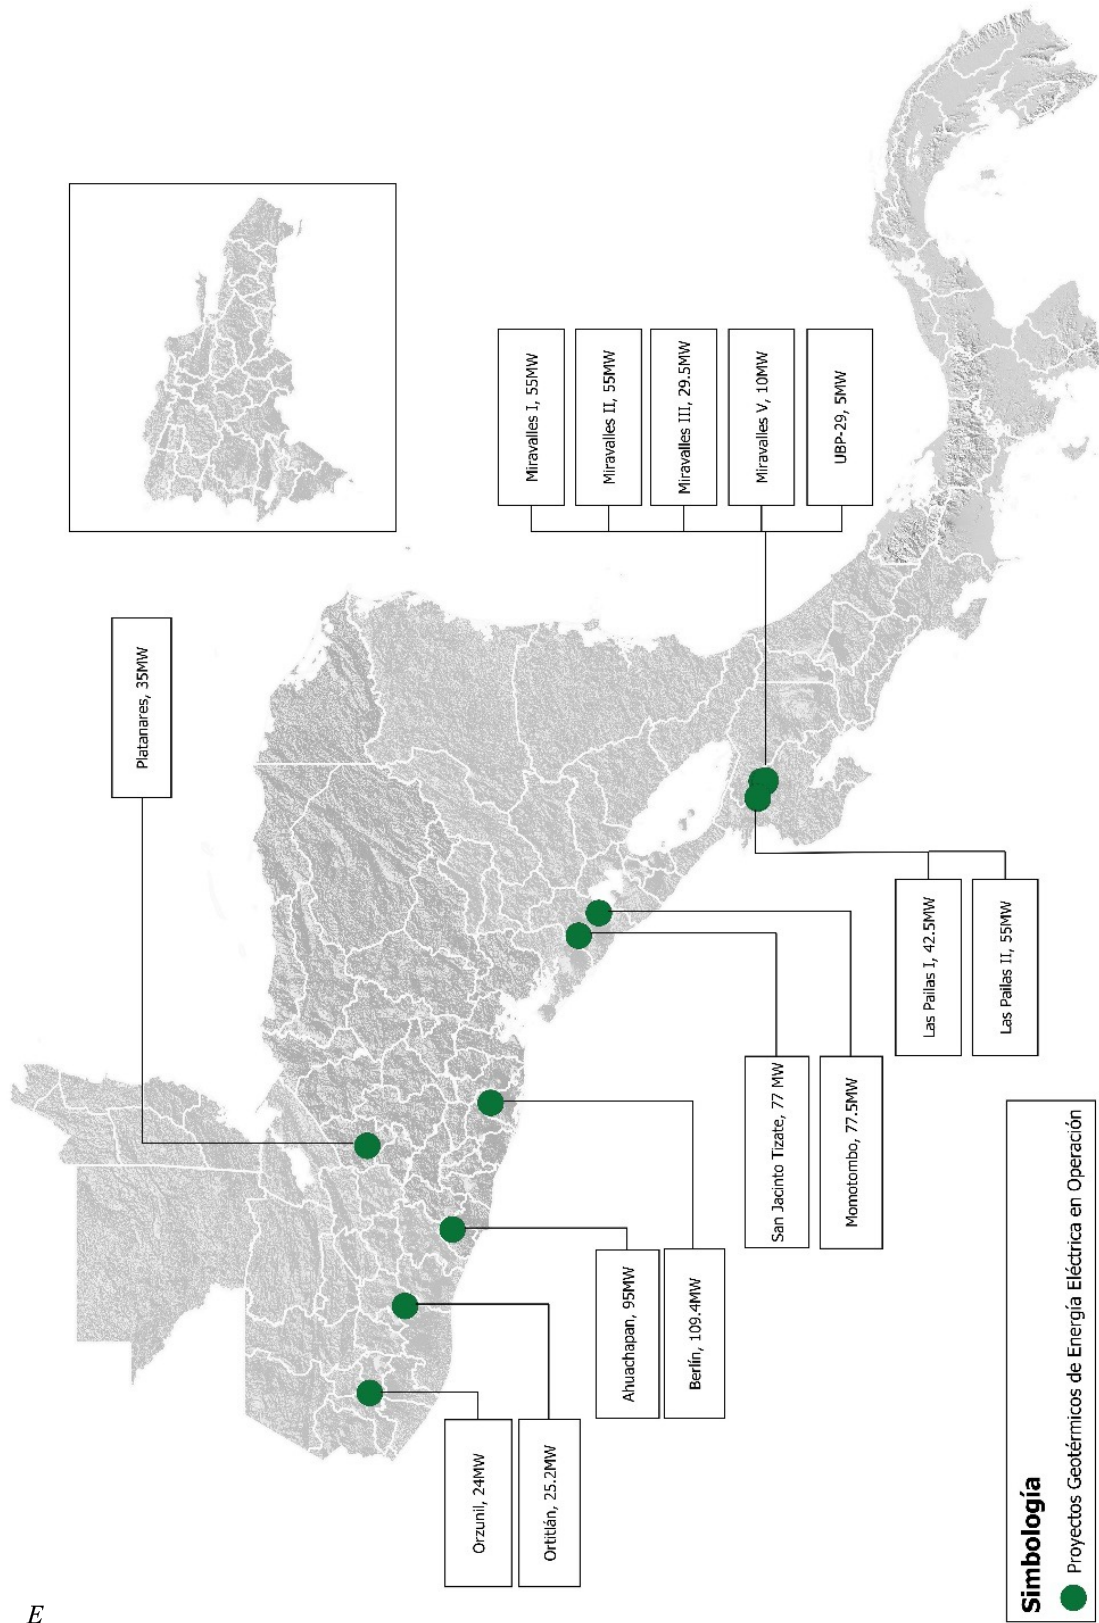 Platanares, 35MW
Miravalles I, 55MW
Miravalles II, 55MW
Miravalles III, 29.5MW
Miravalles V, 10MW
UBP-29, 5MW
Orzunil, 24MW
Ortitlán, 25.2MW
Ahuachapan, 95MW
Berlín, 109.4MW
San Jacinto Tizate, 77 MW
Momotombo, 77.5MW
Las Pailas I, 42.5MW
Las Pailas II, 55MW
Simbología
Proyectos Geotérmicos de Energía Eléctrica en Operación
E